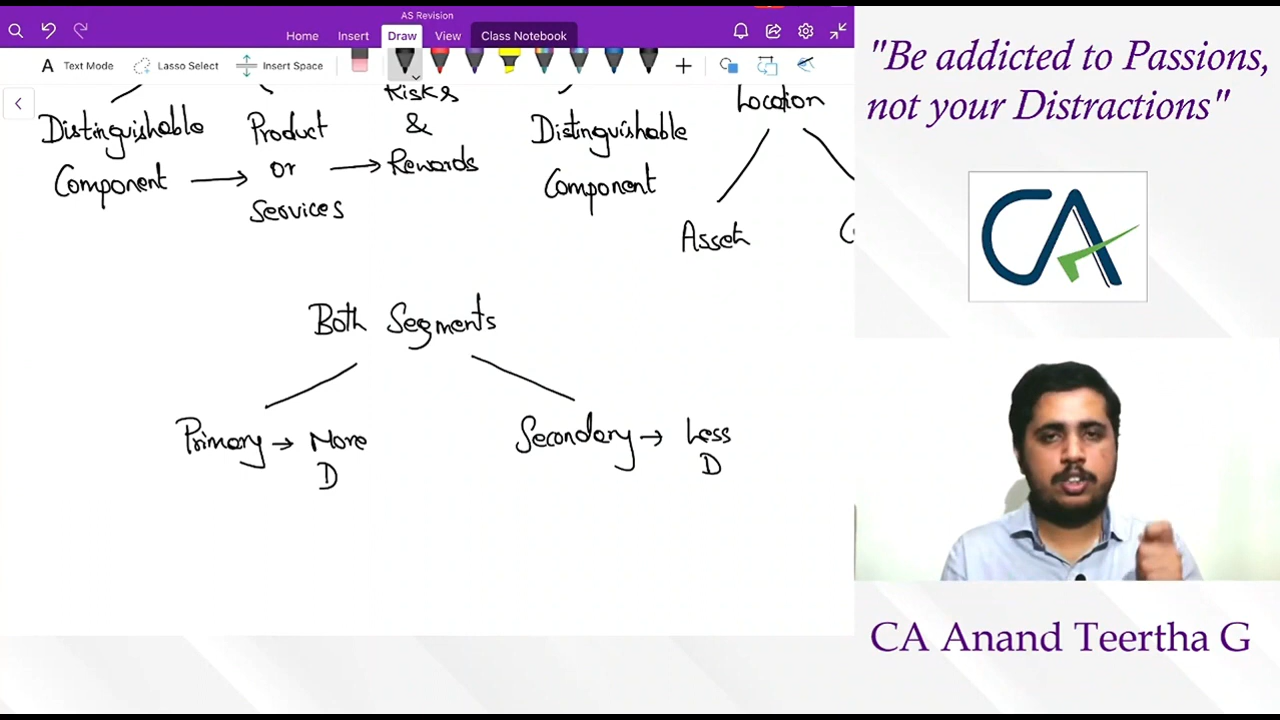 AS Revision
Home Insert Draw View Class Notebook
A Text Mode Lasso Select Insert Space
Distinguishable
Component
Product
or
Services
Risks
&
Rewards
Distinguishable
Component
Location
Asset
Both Segments
Primary → More
D
Secondary → Less
D
"Be addicted to Passions,
not your Distractions"
CA
CA Anand Teertha G